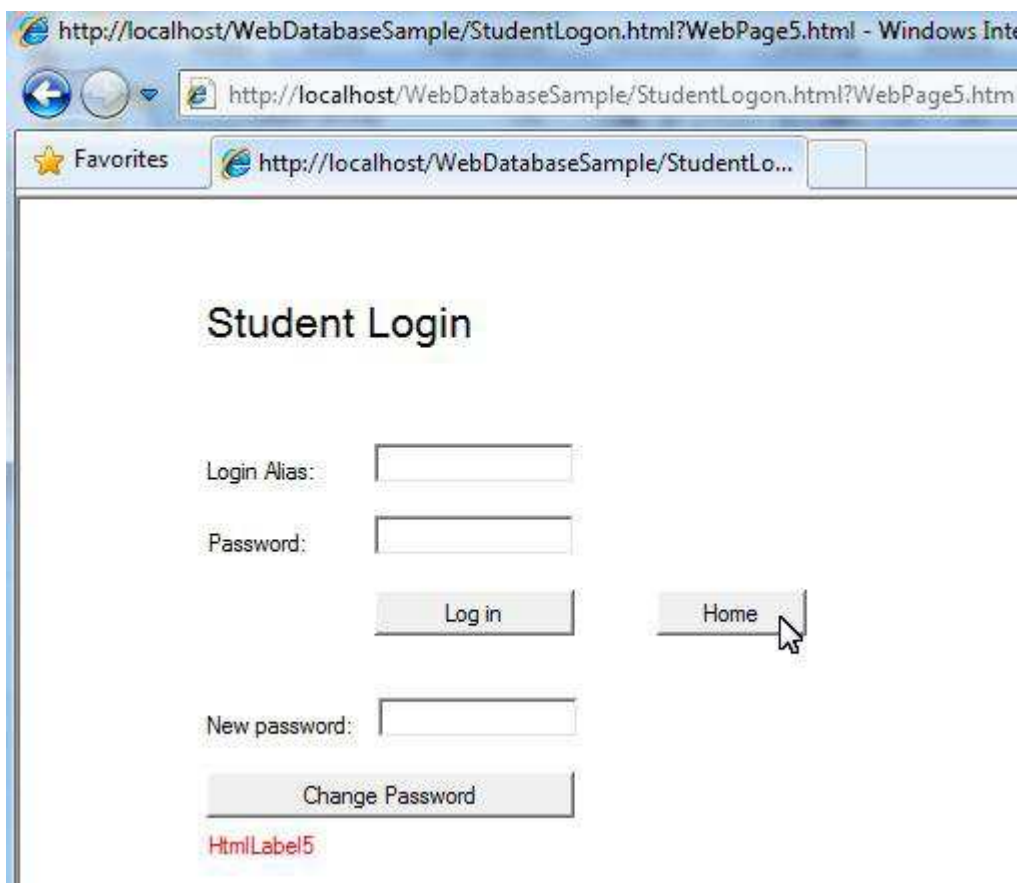 http://localhost/WebDatabaseSample/StudentLogon.html?WebPage5.html - Windows Inte
http://localhost/WebDatabaseSample/StudentLogon.html?WebPage5.htm
Favorites http://localhost/WebDatabaseSample/StudentLo...
Student Login
Login Alias:
Password:
Log in Home
New password:
Change Password
HtmlLabel5